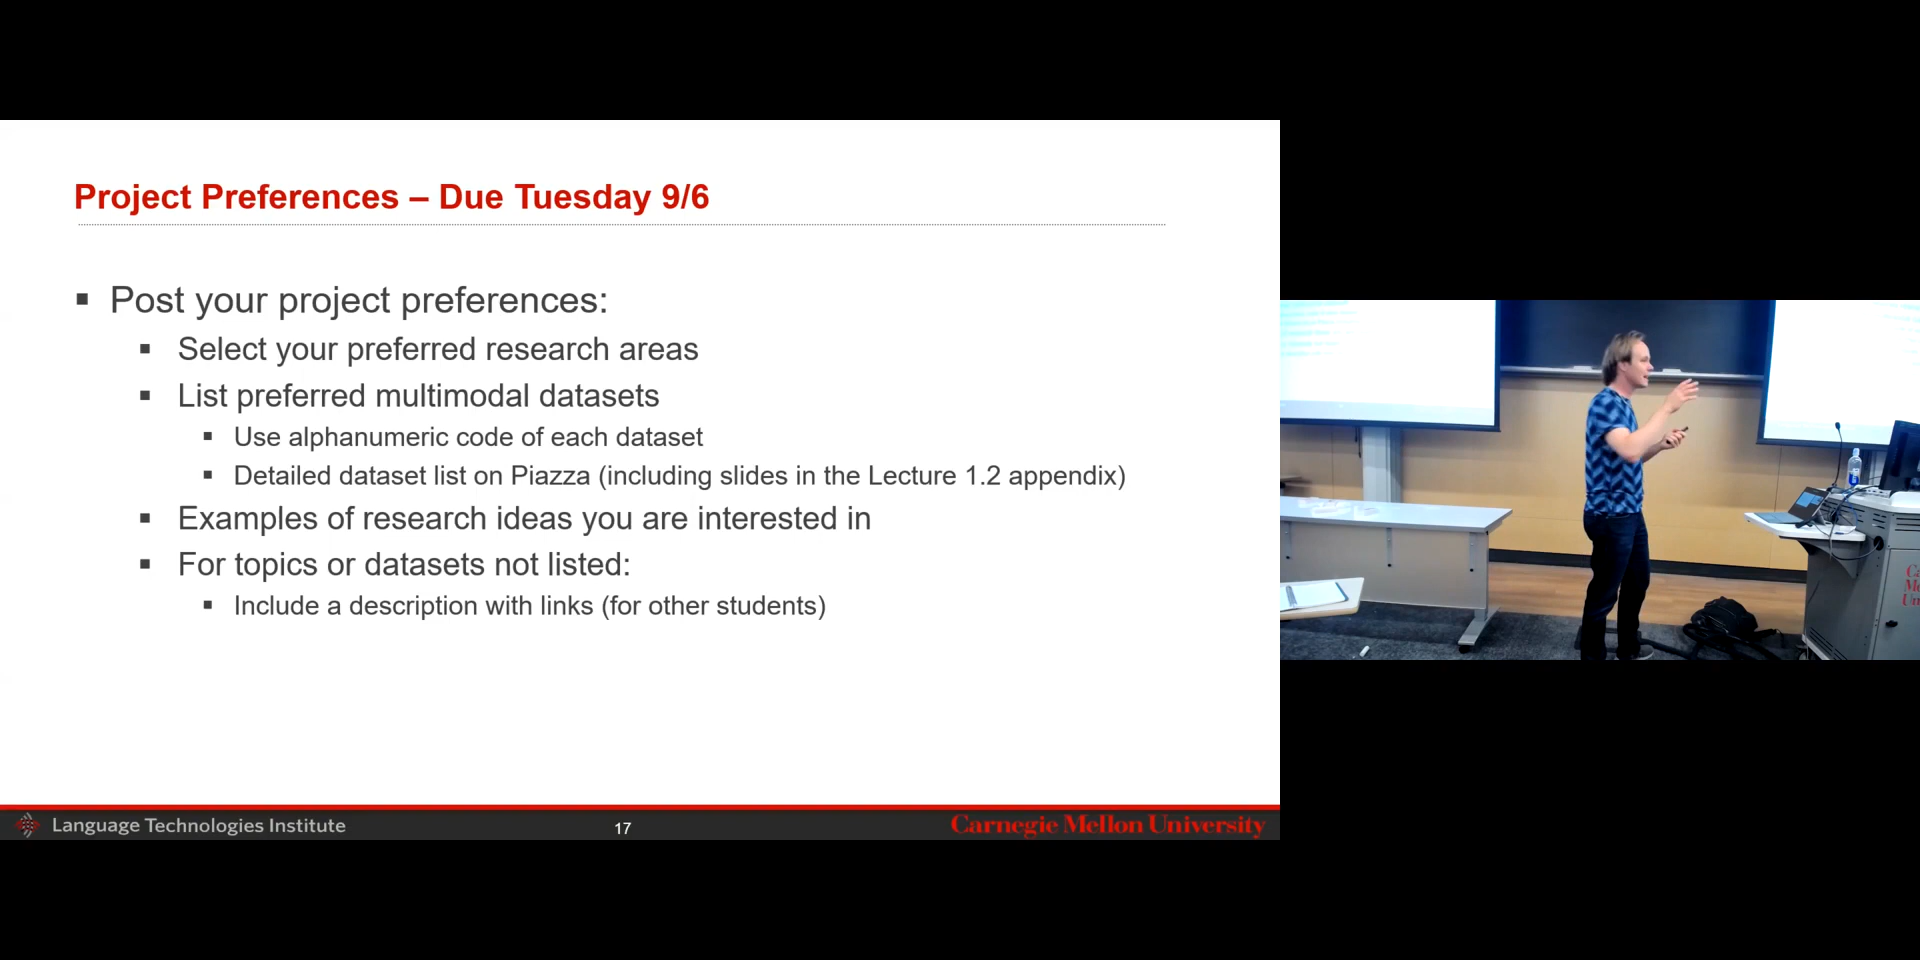 Project Preferences – Due Tuesday 9/6
▪ Post your project preferences:
▪ Select your preferred research areas
▪ List preferred multimodal datasets
▪ Use alphanumeric code of each dataset
▪ Detailed dataset list on Piazza (including slides in the Lecture 1.2 appendix)
▪ Examples of research ideas you are interested in
▪ For topics or datasets not listed:
▪ Include a description with links (for other students)
Language Technologies Institute
17
Carnegie Mellon University